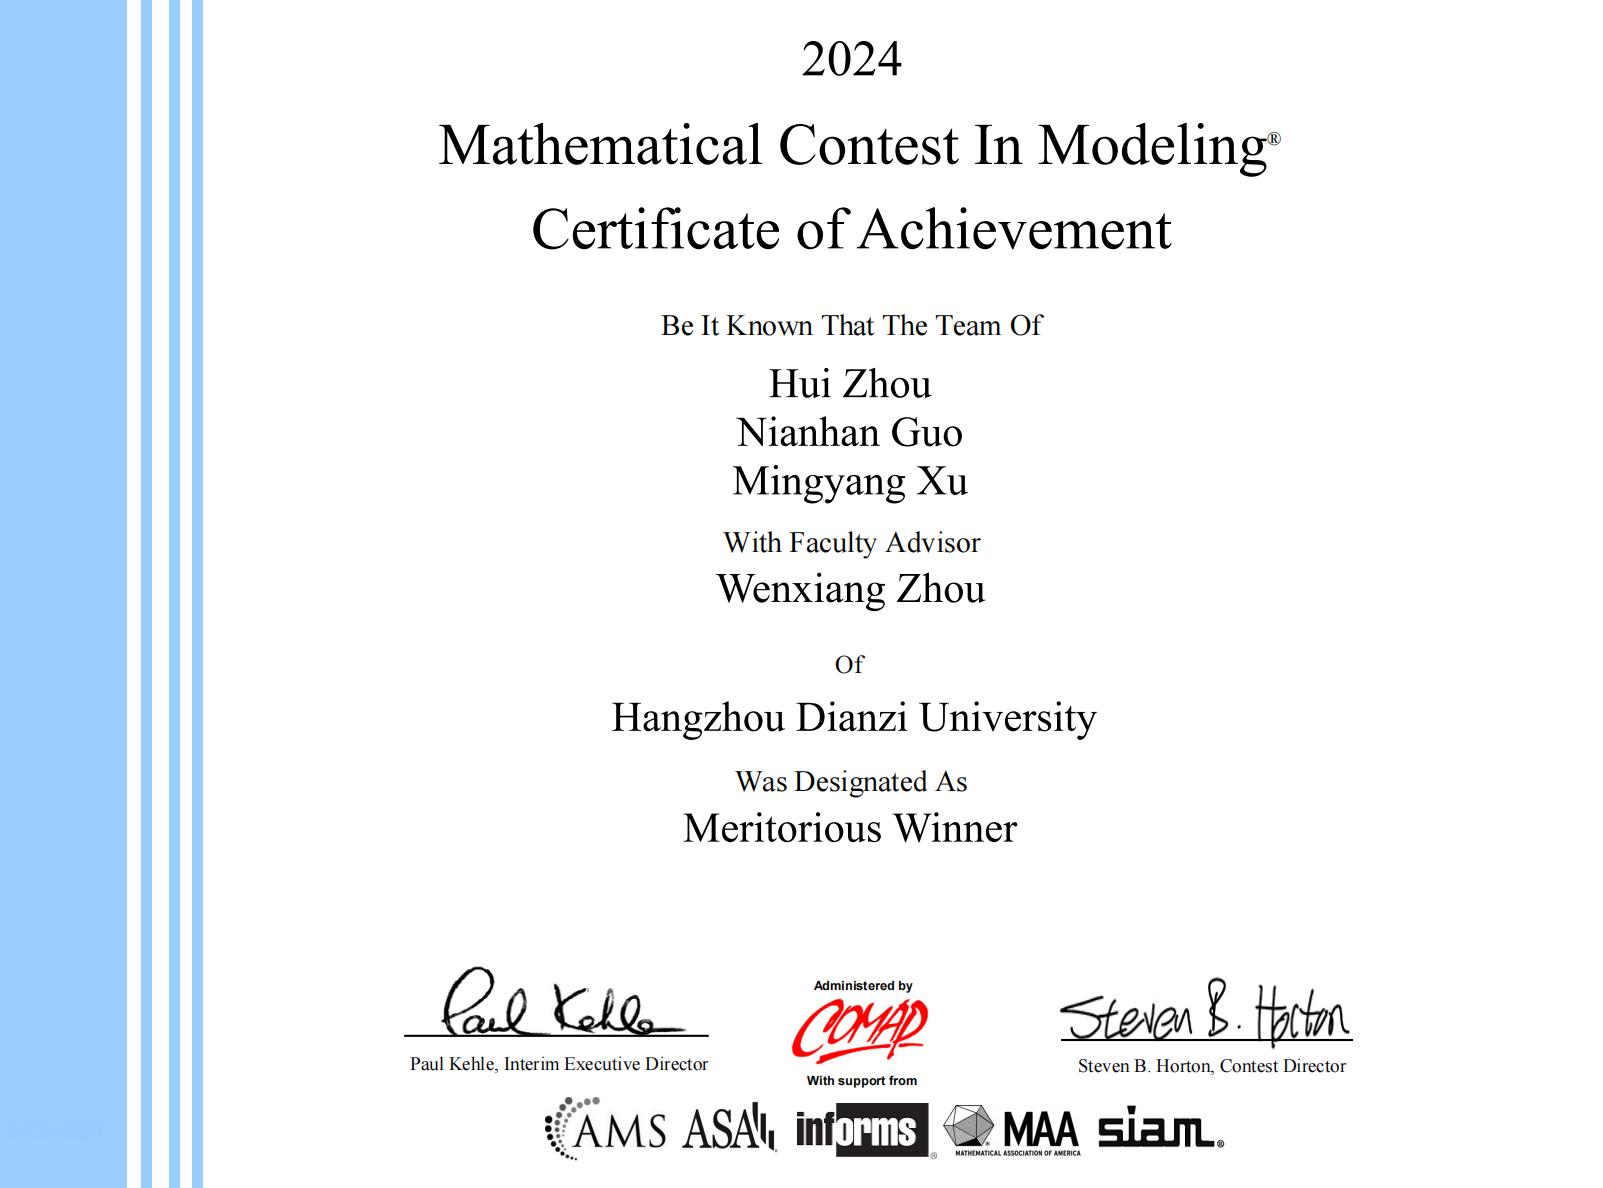 2024
Mathematical Contest In Modeling®
Certificate of Achievement
Be It Known That The Team Of
Hui Zhou
Nianhan Guo
Mingyang Xu
With Faculty Advisor
Wenxiang Zhou
Of
Hangzhou Dianzi University
Was Designated As
Meritorious Winner
Paul Kehle
Administered by
COMAP
Steven B. Horton
Paul Kehle, Interim Executive Director
Steven B. Horton, Contest Director
With support from
AMS ASA informs® MAA siam®
MATHEMATICAL ASSOCIATION OF AMERICA